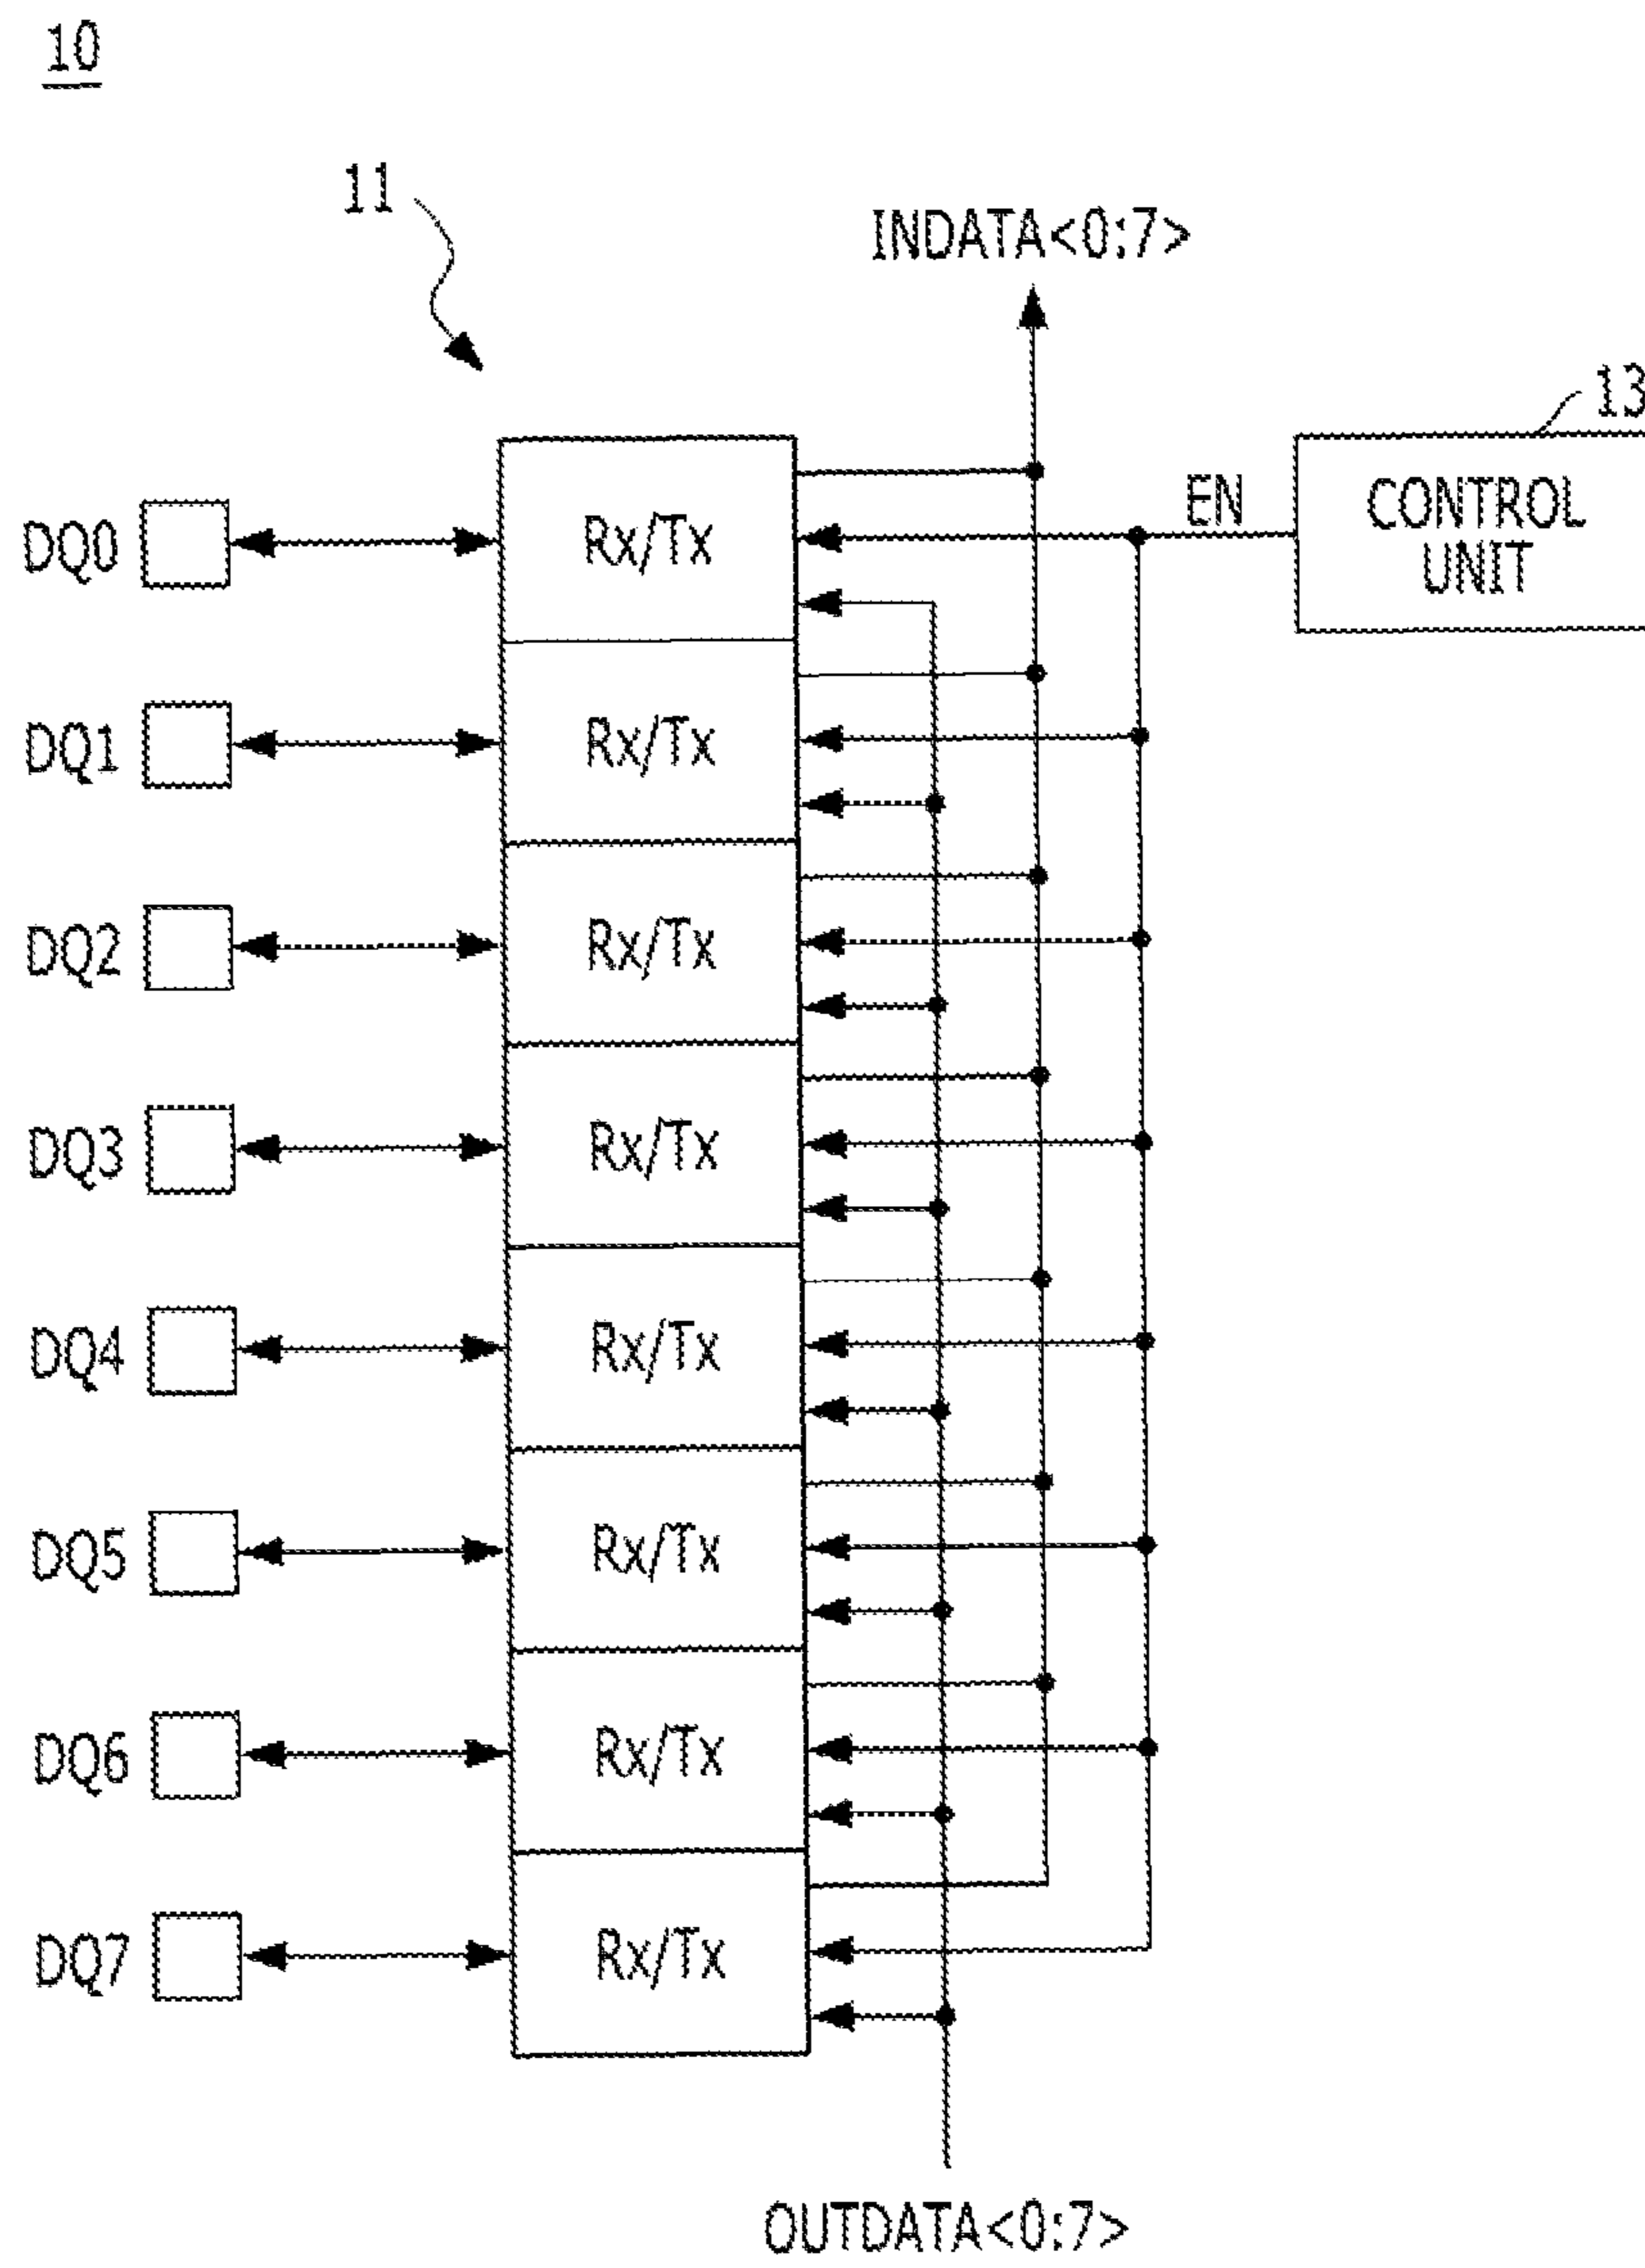 10
11
INDATA<0:7>
13
EN
CONTROL
UNIT
DQ0
Rx/Tx
DQ1
Rx/Tx
DQ2
Rx/Tx
DQ3
Rx/Tx
DQ4
Rx/Tx
DQ5
Rx/Tx
DQ6
Rx/Tx
DQ7
Rx/Tx
OUTDATA<0:7>